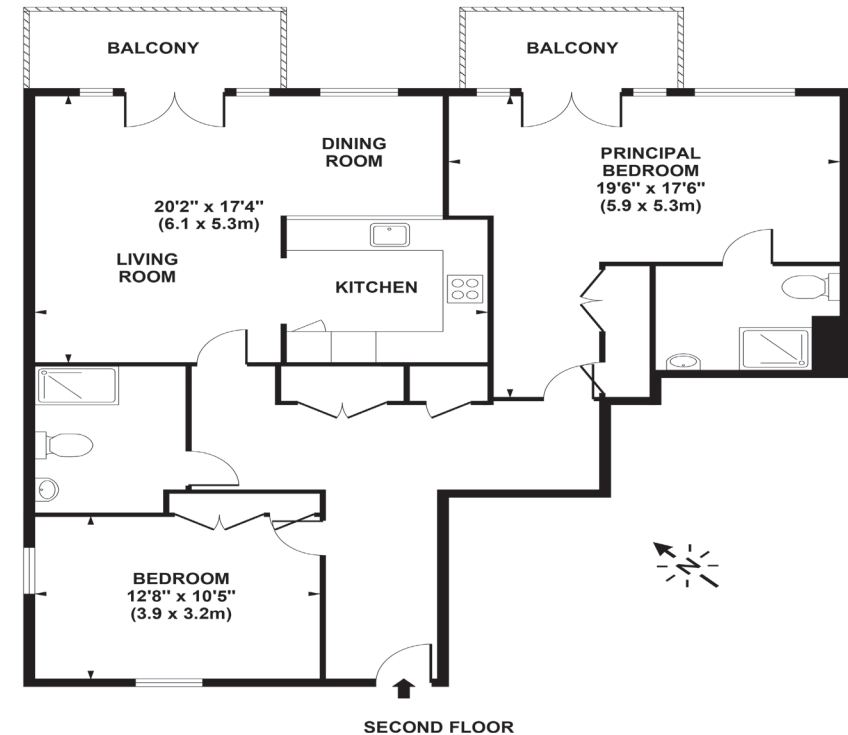 BALCONY
BALCONY
DINING
ROOM
PRINCIPAL
BEDROOM
19'6" x 17'6"
(5.9 x 5.3m)
20'2" x 17'4"
(6.1 x 5.3m)
LIVING
ROOM
KITCHEN
BEDROOM
12'8" x 10'5"
(3.9 x 3.2m)
N
SECOND FLOOR